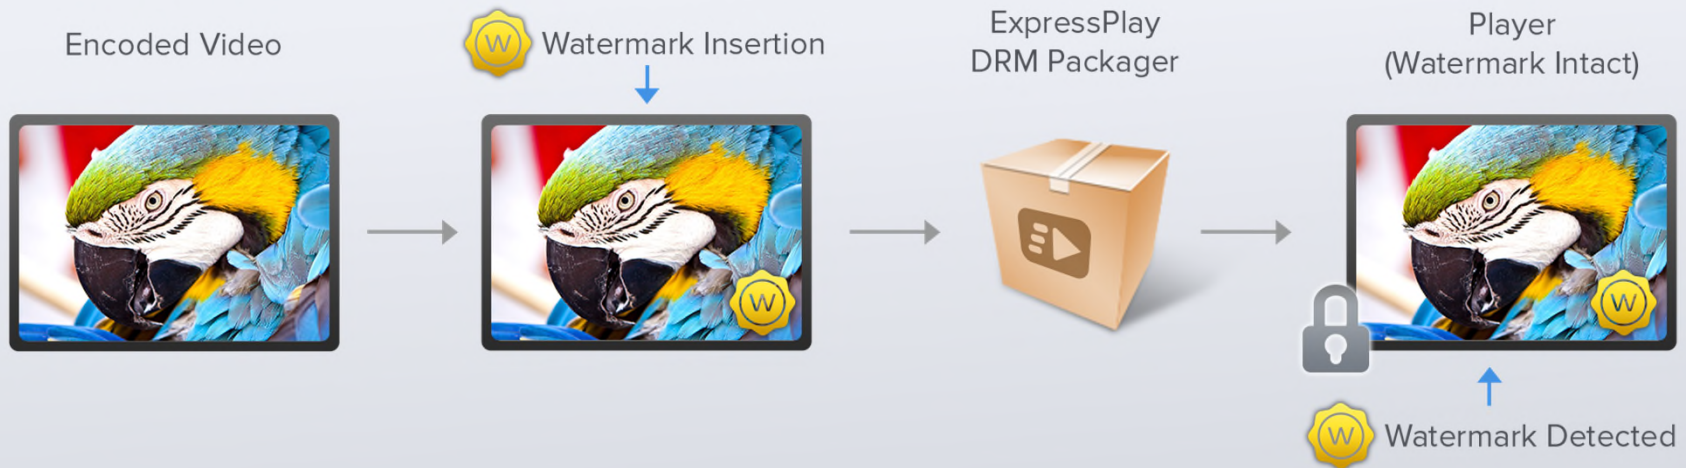 Encoded Video
W Watermark Insertion
W
ExpressPlay
DRM Packager
Player
(Watermark Intact)
W
W Watermark Detected